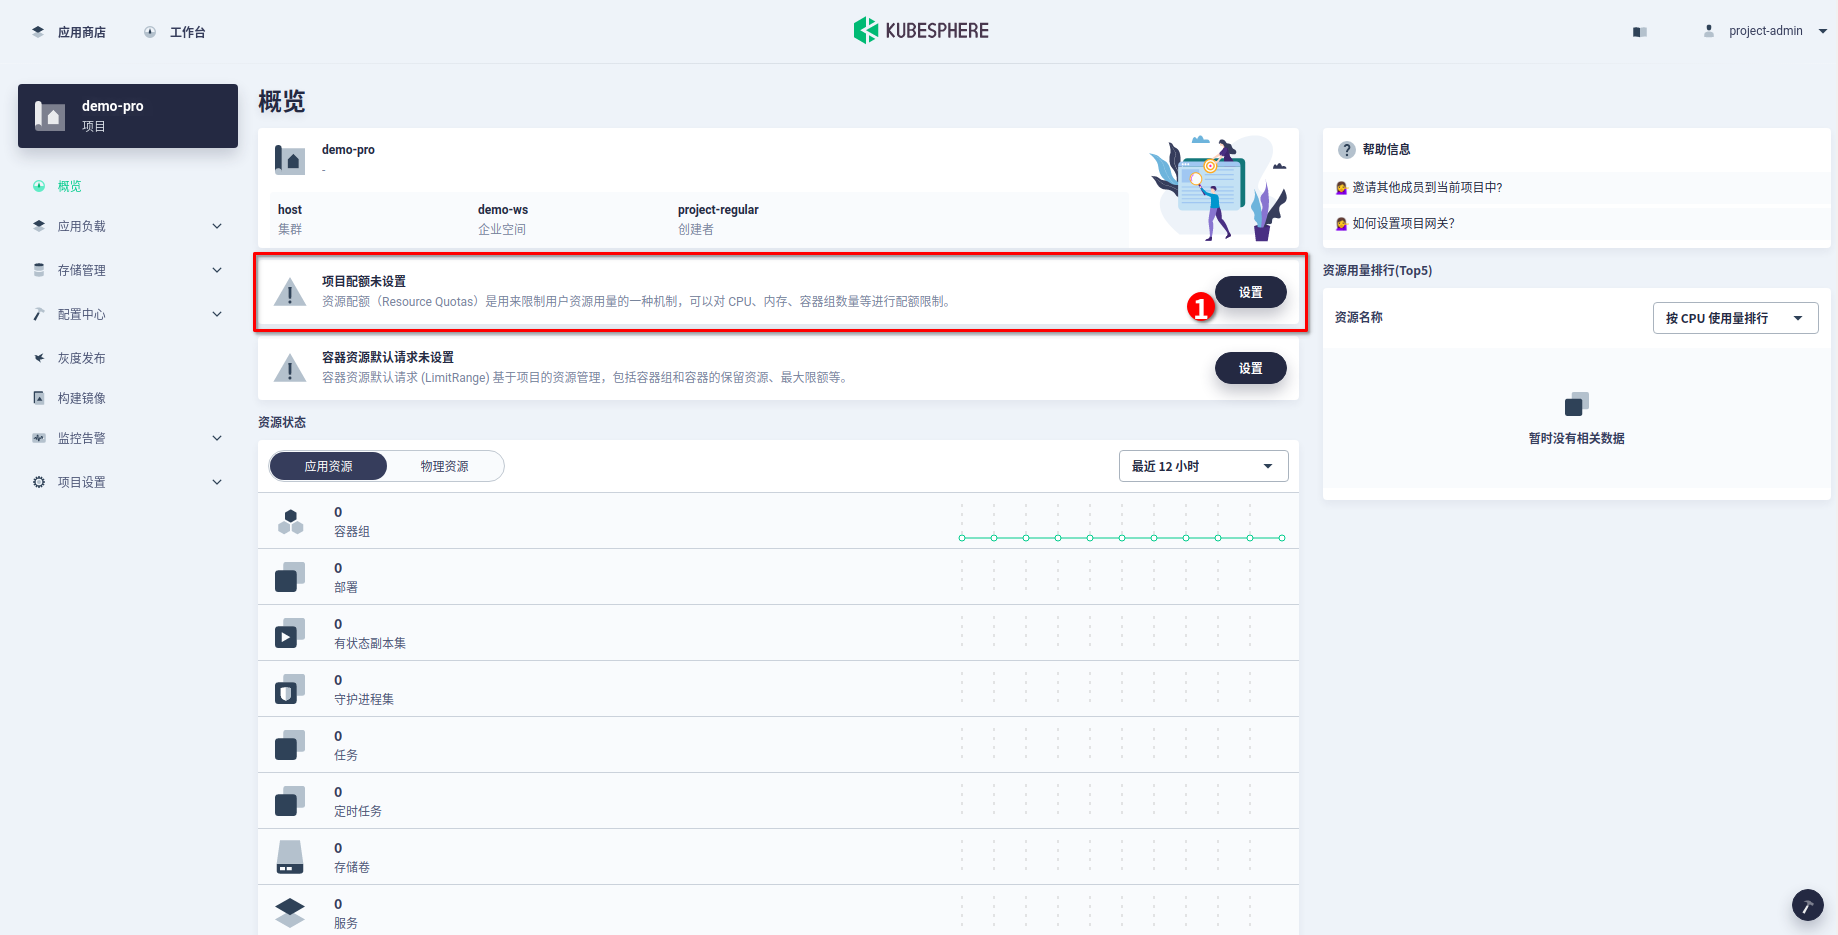 应用商店
工作台
KUBESPHERE
project-admin
demo-pro
项目
概览
应用负载
存储管理
配置中心
灰度发布
构建镜像
监控告警
项目设置
概览
demo-pro
-
host
集群
demo-ws
企业空间
project-regular
创建者
项目配额未设置
资源配额（Resource Quotas）是用来限制用户资源用量的一种机制，可以对 CPU、内存、容器组数量等进行配额限制。
设置
1
容器资源默认请求未设置
容器资源默认请求 (LimitRange) 基于项目的资源管理，包括容器组和容器的保留资源、最大限额等。
设置
资源状态
应用资源
物理资源
最近 12 小时
0
容器组
0
部署
0
有状态副本集
0
守护进程集
0
任务
0
定时任务
0
存储卷
0
服务
帮助信息
邀请其他成员到当前项目中?
如何设置项目网关?
资源用量排行(Top5)
资源名称
按 CPU 使用量排行
暂时没有相关数据